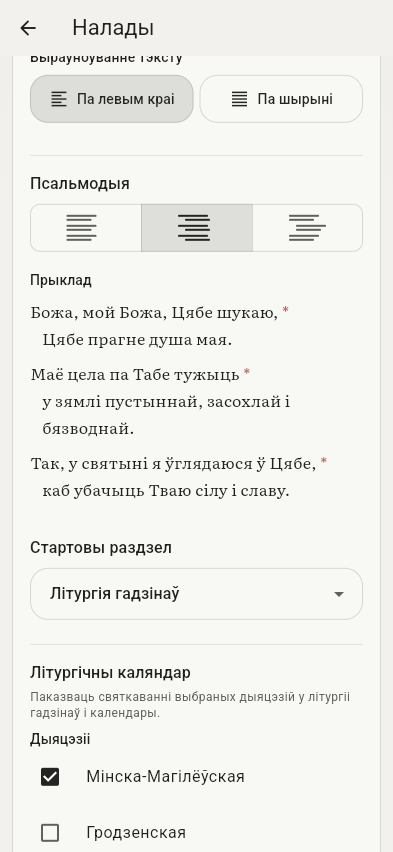 Налады
Выраўноўванне тэксту
Па левым краі
Па шырыні
Псальмодыя
Прыклад
Божа, мой Божа, Цябе шукаю, *
Цябе прагне душа мая.
Маё цела па Табе тужыць *
у зямлі пустыннай, засохлай і
бязводнай.
Так, у святыні я ўглядаюся ў Цябе, *
каб убачыць Тваю сілу і славу.
Стартовы раздзел
Літургія гадзінаў
Літургічны каляндар
Паказваць святкаванні выбраных дыяцэзій у літургіі
гадзінаў і календары.
Дыяцэзіі
Мінска-Магілёўская
Гродзенская